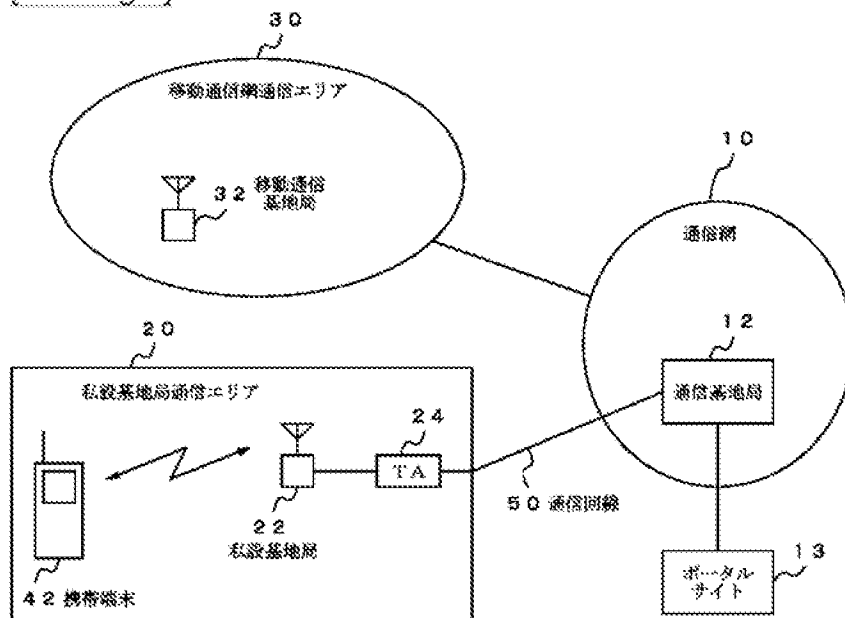 30
移動通信網通信エリア
32
移動通信
基地局
10
通信網
12
通信基地局
20
私設基地局通信エリア
24
TA
22
私設基地局
42 携帯端末
50 通信回線
ポータル
サイト
13